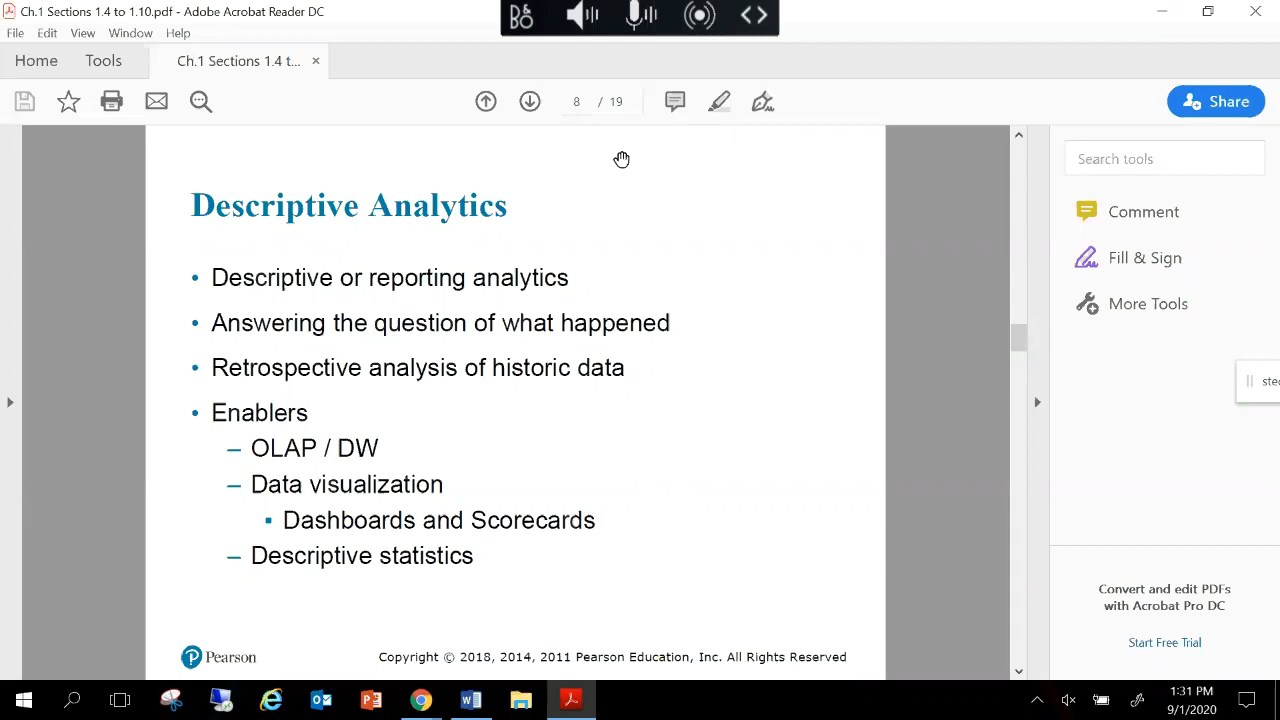 Ch.1 Sections 1.4 to 1.10.pdf - Adobe Acrobat Reader DC
File Edit View Window Help
Home Tools Ch.1 Sections 1.4 t... ×
8 / 19
Share
Search tools
Comment
Fill & Sign
More Tools
Descriptive Analytics
• Descriptive or reporting analytics
• Answering the question of what happened
• Retrospective analysis of historic data
• Enablers
– OLAP / DW
– Data visualization
▪ Dashboards and Scorecards
– Descriptive statistics
Pearson
Copyright © 2018, 2014, 2011 Pearson Education, Inc. All Rights Reserved
Convert and edit PDFs
with Acrobat Pro DC
Start Free Trial
1:31 PM
9/1/2020